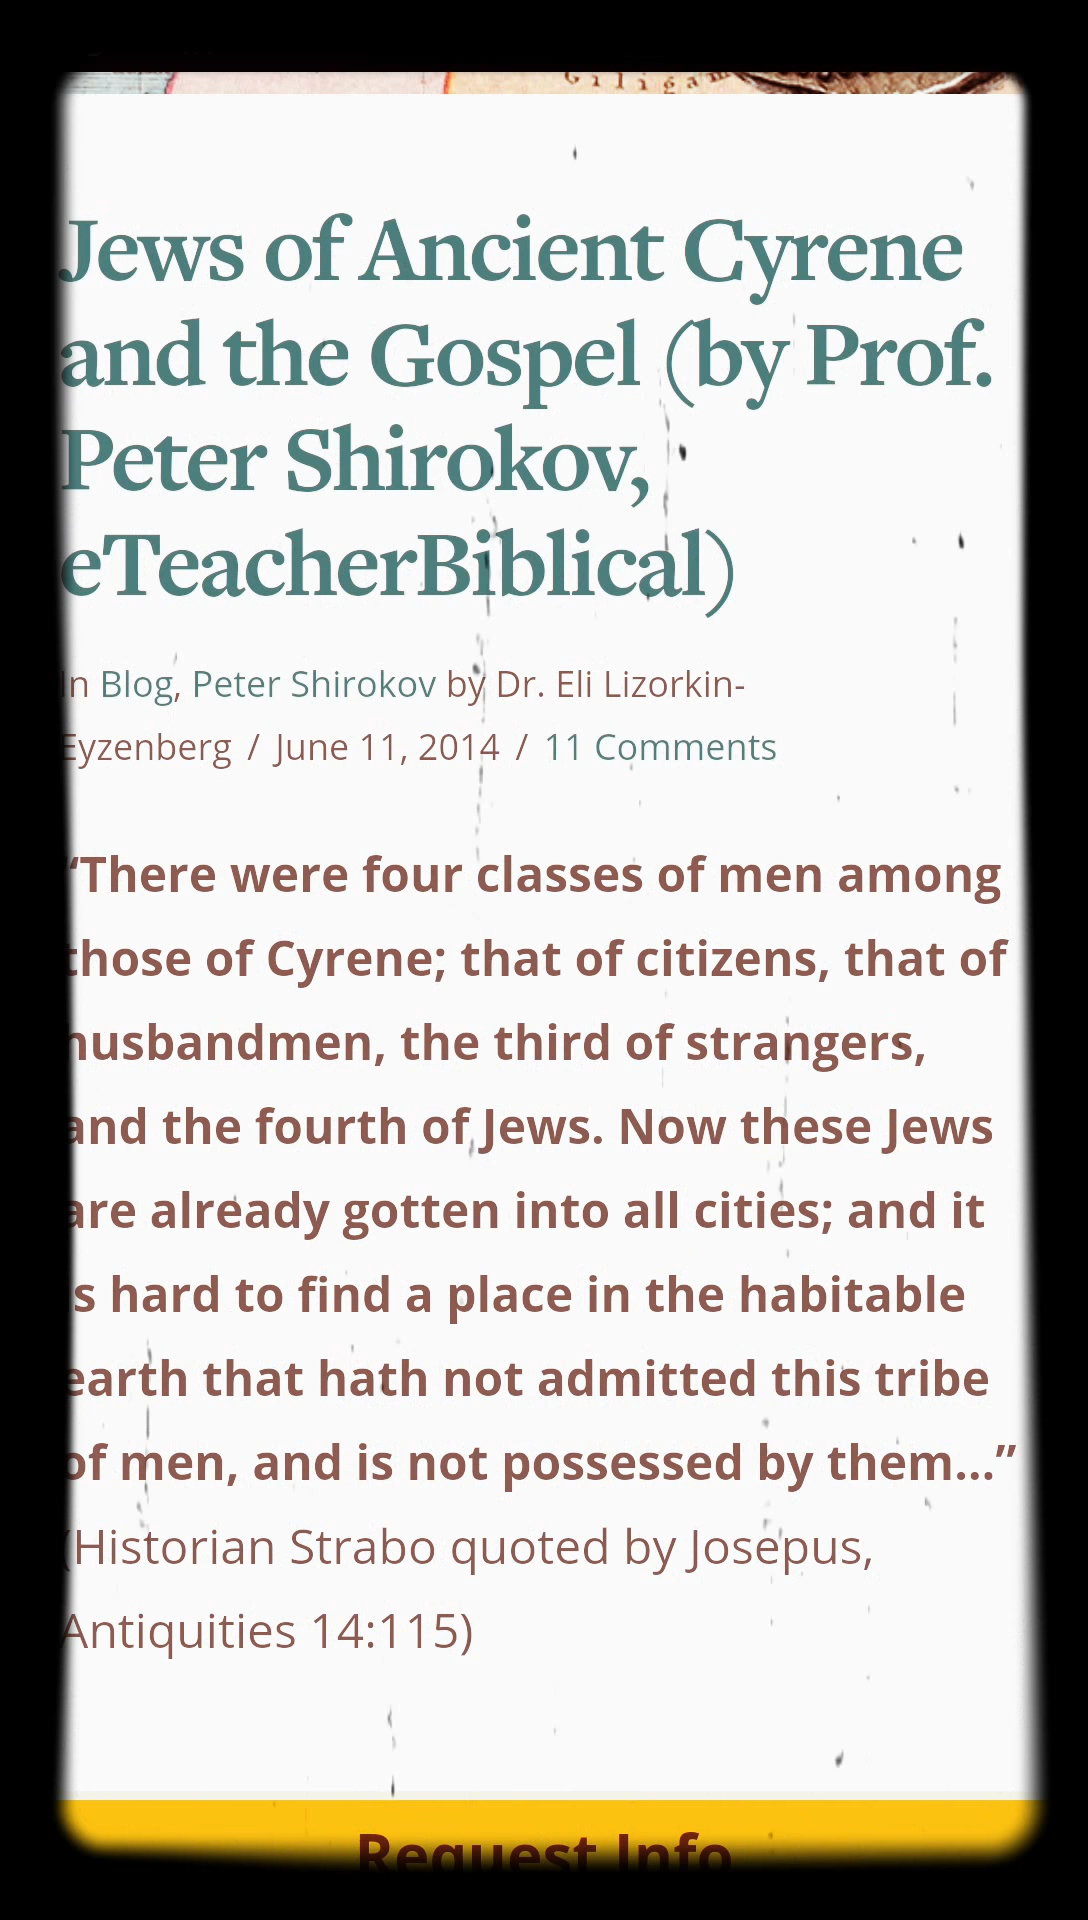 Giligam
Jews of Ancient Cyrene
and the Gospel (by Prof.
Peter Shirokov,
eTeacherBiblical)
In Blog, Peter Shirokov by Dr. Eli Lizorkin-
Eyzenberg / June 11, 2014 / 11 Comments
“There were four classes of men among
those of Cyrene; that of citizens, that of
husbandmen, the third of strangers,
and the fourth of Jews. Now these Jews
are already gotten into all cities; and it
is hard to find a place in the habitable
earth that hath not admitted this tribe
of men, and is not possessed by them…”
(Historian Strabo quoted by Josepus,
Antiquities 14:115)
Request Info